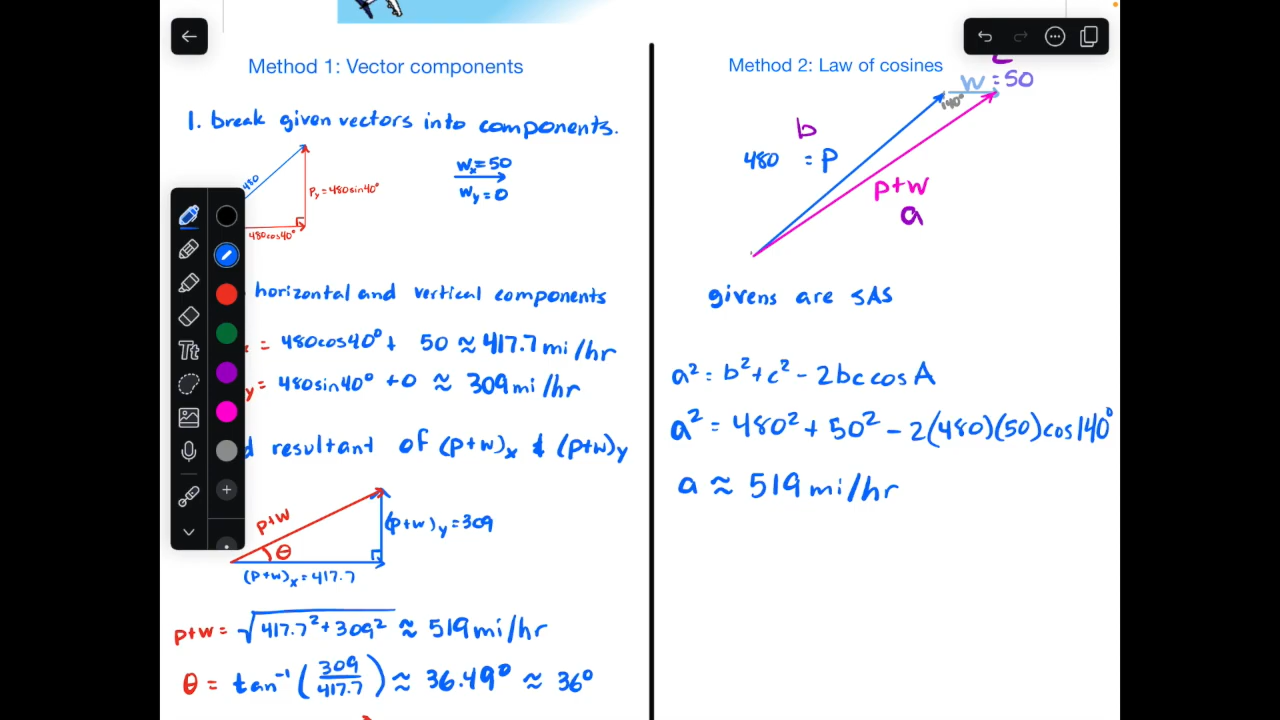 Method 1: Vector components
1. break given vectors into components.
480
Py = 480sin40°
480cos40°
Wx = 50
Wy = 0
horizontal and vertical components
= 480cos40° + 50 ≈ 417.7 mi/hr
y = 480sin40° + 0 ≈ 309 mi/hr
resultant of (p+w)x & (p+w)y
p+w
θ
(p+w)y = 309
(p+w)x = 417.7
p+w = √417.7² + 309² ≈ 519 mi/hr
θ = tan⁻¹ (309/417.7) ≈ 36.49° ≈ 36°
Tt
Method 2: Law of cosines
w = 50
140°
b
480 = p
p+w
a
givens are SAS
a² = b² + c² - 2bc cos A
a² = 480² + 50² - 2(480)(50)cos140°
a ≈ 519 mi/hr